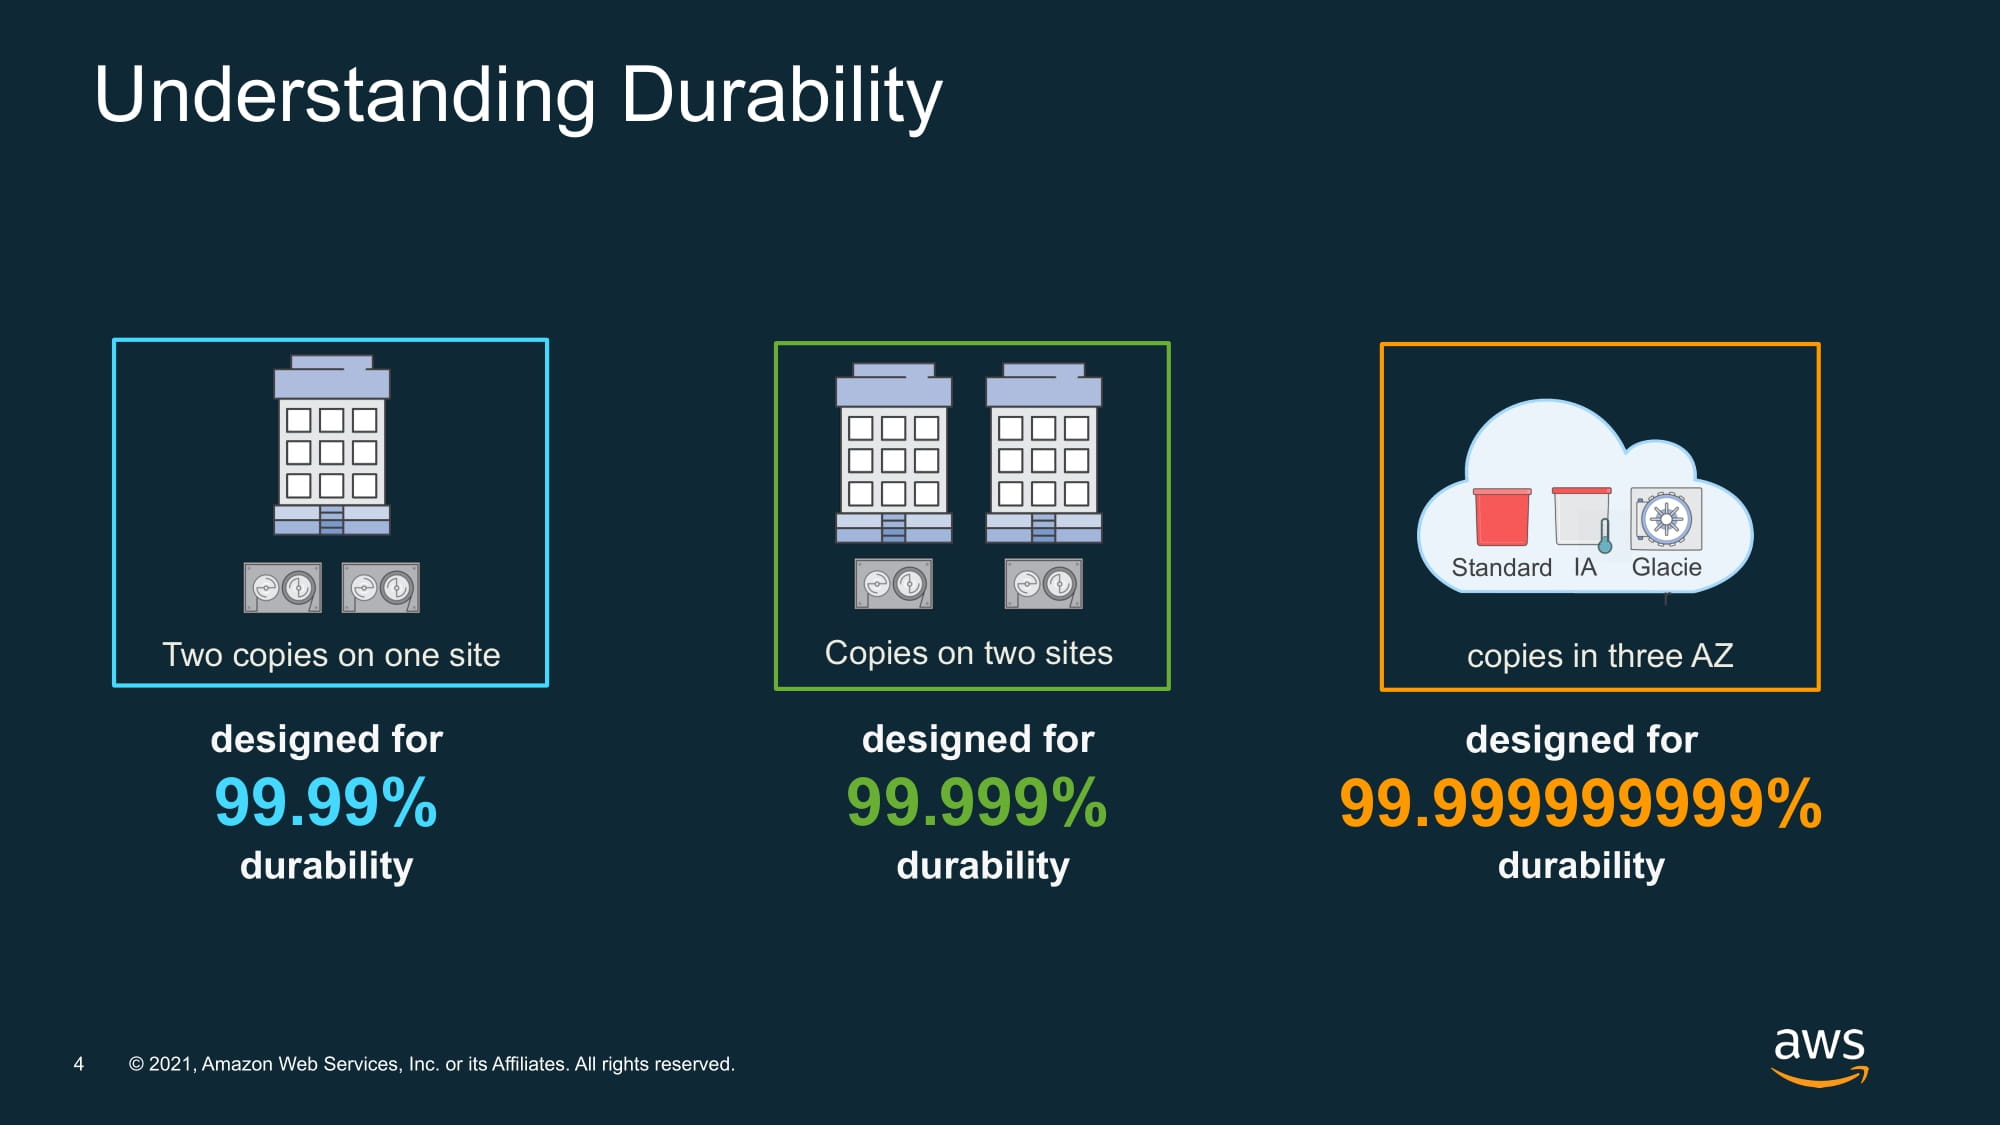 Understanding Durability
Two copies on one site
designed for
99.99%
durability
Copies on two sites
designed for
99.999%
durability
Standard IA Glacie
r
copies in three AZ
designed for
99.999999999%
durability
4 © 2021, Amazon Web Services, Inc. or its Affiliates. All rights reserved.
aws